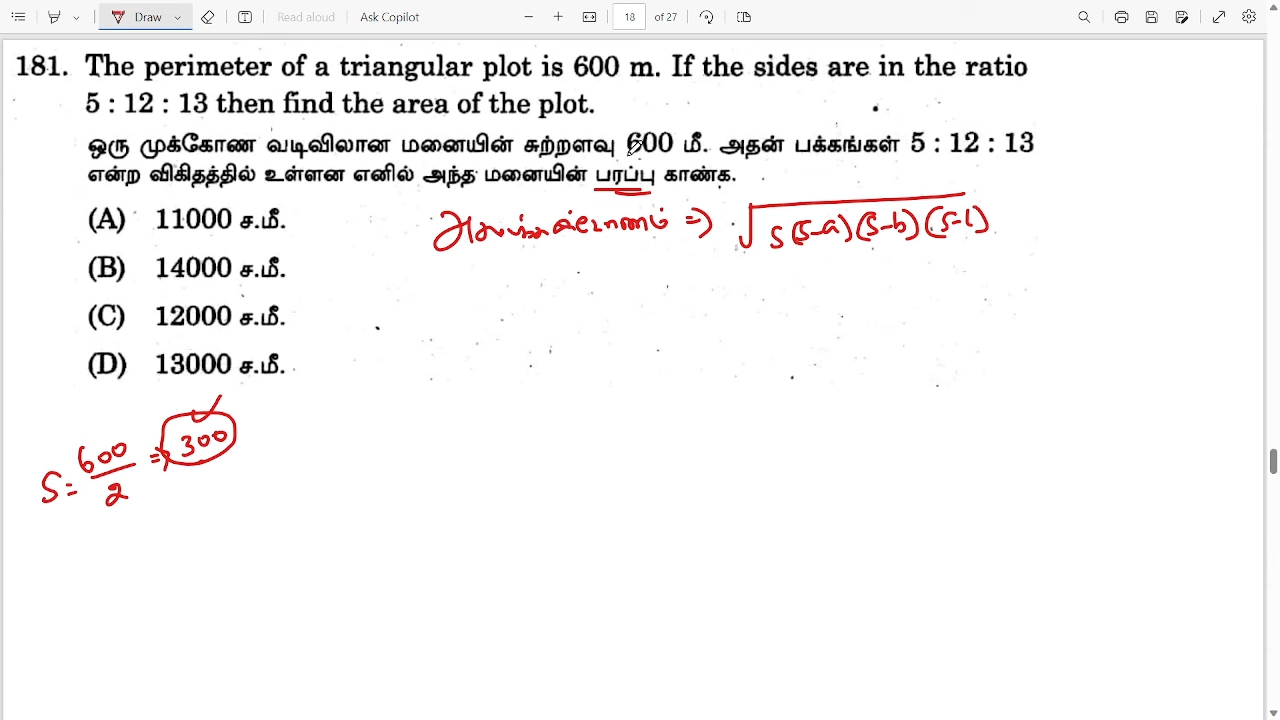 Draw
Read aloud
Ask Copilot
18 of 27
181. The perimeter of a triangular plot is 600 m. If the sides are in the ratio
5 : 12 : 13 then find the area of the plot.
ஒரு முக்கோண வடிவிலான மனையின் சுற்றளவு 600 மீ. அதன் பக்கங்கள் 5 : 12 : 13
என்ற விகிதத்தில் உள்ளன எனில் அந்த மனையின் பரப்பு காண்க.
(A) 11000 ச.மீ.
(B) 14000 ச.மீ.
(C) 12000 ச.மீ.
(D) 13000 ச.மீ.
⇒ √S(S-a)(S-b)(S-c)
S = 600/2 ⇒ 300